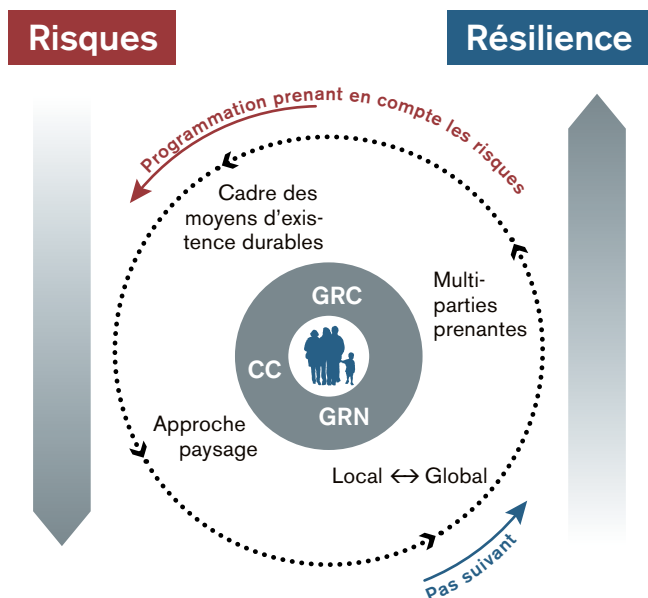 Risques
Résilience
Programmation prenant en compte les risques
Cadre des
moyens d'exis-
tence durables
GRC
Multi-
parties
prenantes
CC
GRN
Approche
paysage
Local ↔ Global
Pas suivant